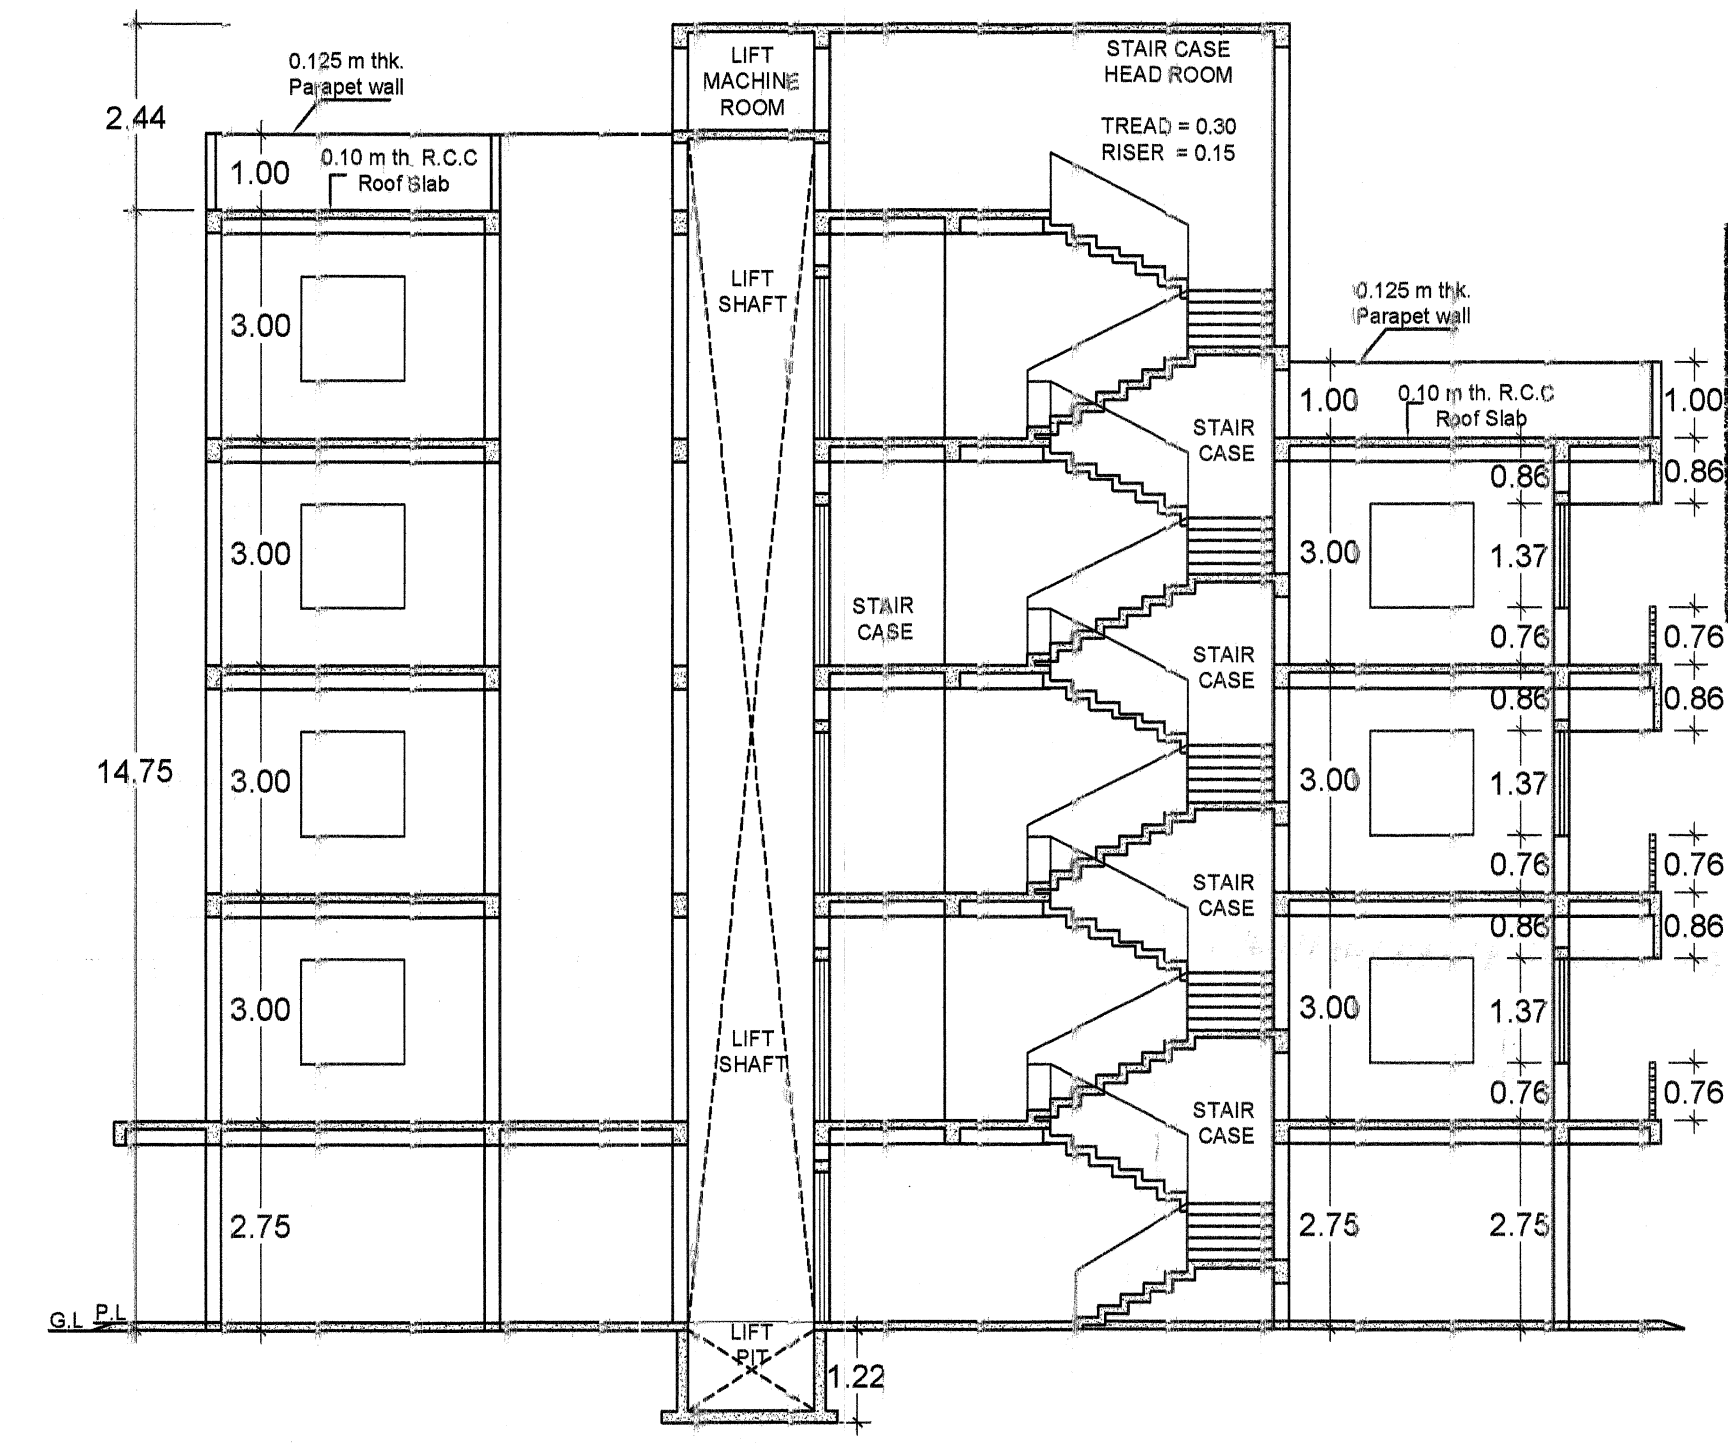 LIFT
MACHINE
ROOM
STAIR CASE
HEAD ROOM
TREAD = 0.30
RISER = 0.15
0.125 m thk.
Parapet wall
2.44
1.00
0.10 m th. R.C.C
Roof Slab
LIFT
SHAFT
3.00
0.125 m thk.
Parapet wall
1.00
0.10 m th. R.C.C
Roof Slab
1.00
STAIR
CASE
0.86
0.86
3.00
3.00
1.37
STAIR
CASE
0.76
0.76
STAIR
CASE
0.86
0.86
14.75
3.00
3.00
1.37
0.76
0.76
STAIR
CASE
0.86
0.86
3.00
LIFT
SHAFT
3.00
1.37
0.76
0.76
STAIR
CASE
2.75
2.75
2.75
G.L
P.L
LIFT
PIT
1.22